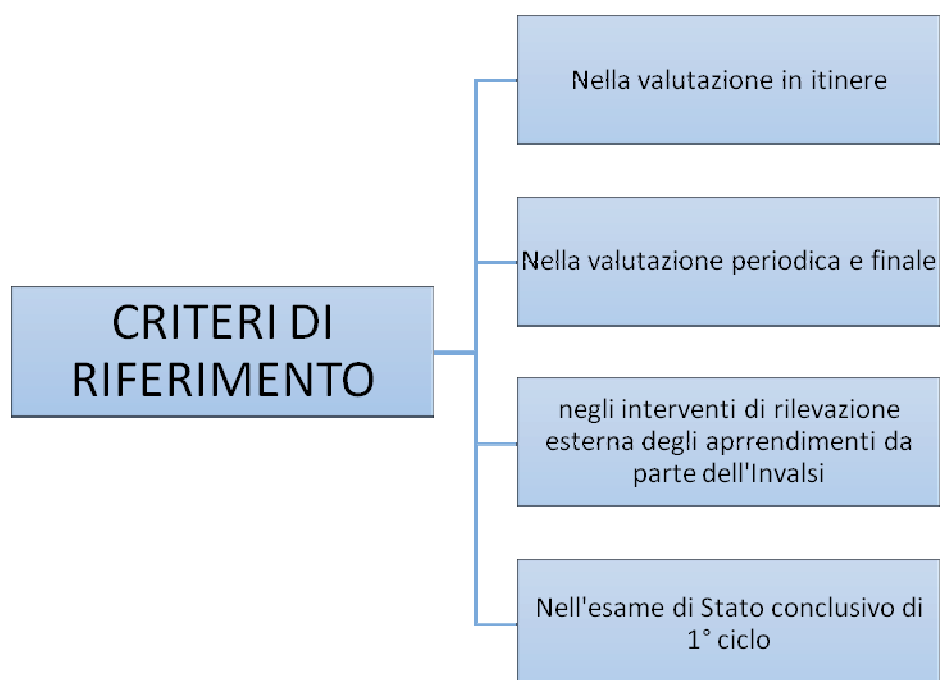 Nella valutazione in itinere
Nella valutazione periodica e finale
CRITERI DI
RIFERIMENTO
negli interventi di rilevazione
esterna degli aprrendimenti da
parte dell'Invalsi
Nell'esame di Stato conclusivo di
1° ciclo